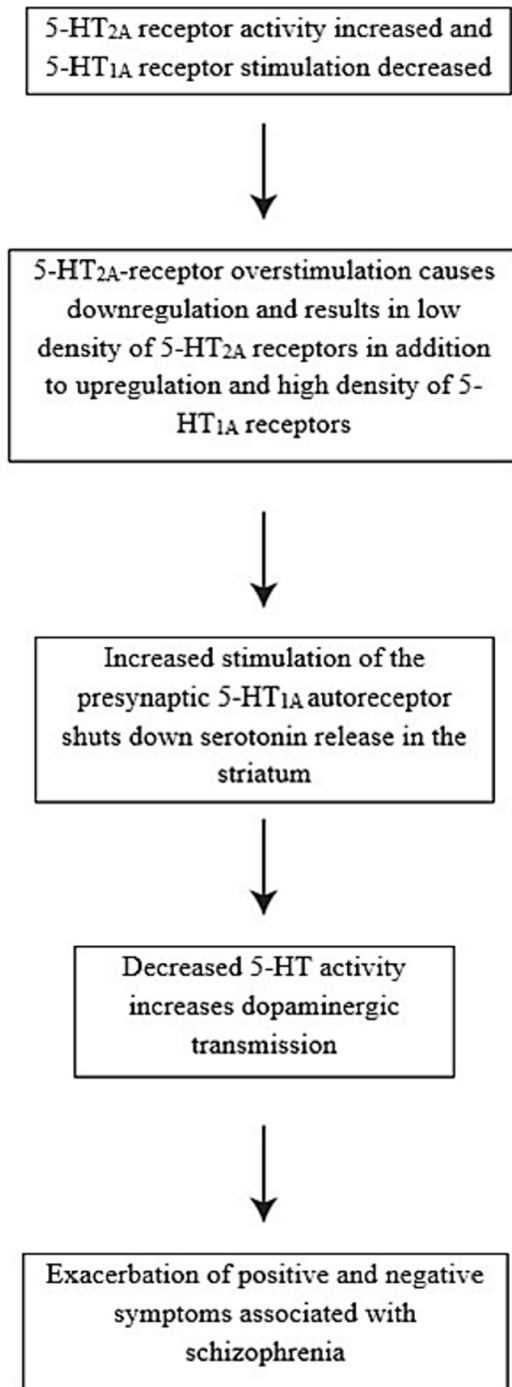 5-HT2A receptor activity increased and
5-HT1A receptor stimulation decreased
5-HT2A-receptor overstimulation causes
downregulation and results in low
density of 5-HT2A receptors in addition
to upregulation and high density of 5-
HT1A receptors
Increased stimulation of the
presynaptic 5-HT1A autoreceptor
shuts down serotonin release in the
striatum
Decreased 5-HT activity
increases dopaminergic
transmission
Exacerbation of positive and negative
symptoms associated with
schizophrenia